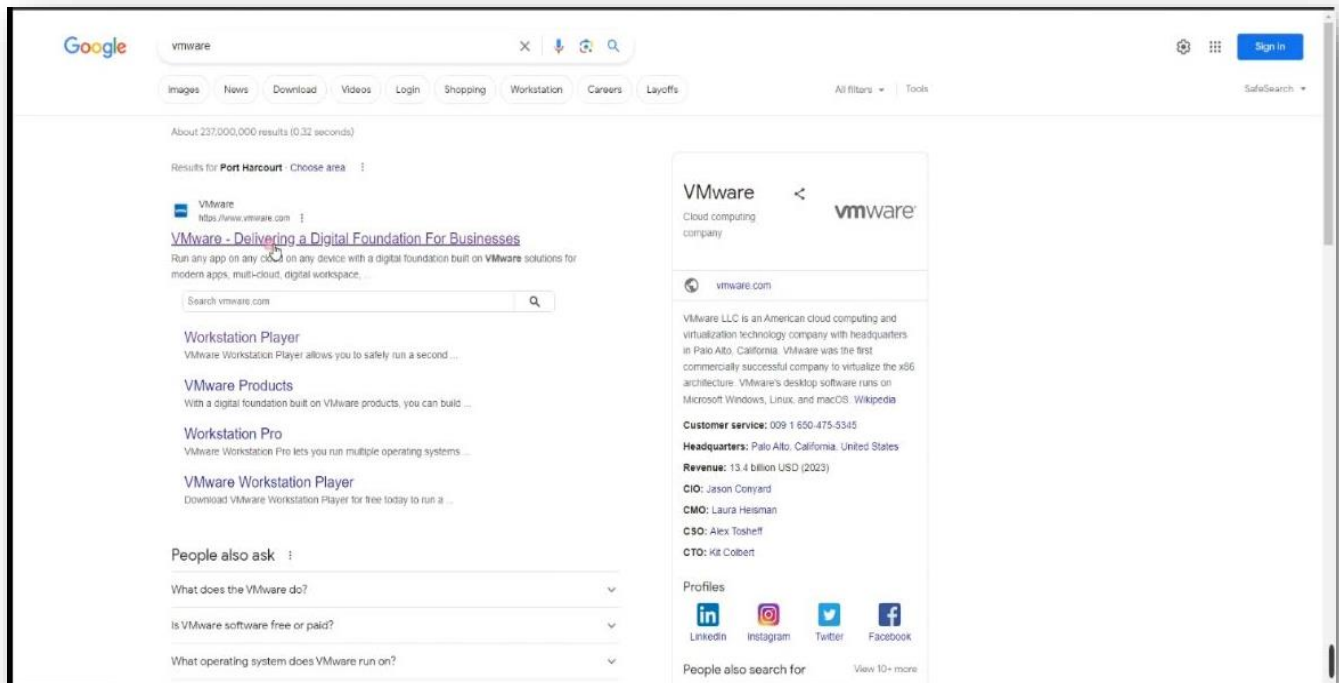 Google
vmware
Sign in
Images News Download Videos Login Shopping Workstation Careers Layoffs
All filters Tools
SafeSearch
About 237,000,000 results (0.32 seconds)
Results for Port Harcourt · Choose area
VMware
https://www.vmware.com
VMware - Delivering a Digital Foundation For Businesses
Run any app on any cloud on any device with a digital foundation built on VMware solutions for
modern apps, multi-cloud, digital workspace, ...
Search vmware.com
Workstation Player
VMware Workstation Player allows you to safely run a second ...
VMware Products
With a digital foundation built on VMware products, you can build ...
Workstation Pro
VMware Workstation Pro lets you run multiple operating systems ...
VMware Workstation Player
Download VMware Workstation Player for free today to run a ...
People also ask
What does the VMware do?
Is VMware software free or paid?
What operating system does VMware run on?
VMware
Cloud computing
company
vmware
vmware.com
VMware LLC is an American cloud computing and
virtualization technology company with headquarters
in Palo Alto, California. VMware was the first
commercially successful company to virtualize the x86
architecture. VMware's desktop software runs on
Microsoft Windows, Linux, and macOS. Wikipedia
Customer service: 009 1 650-475-5345
Headquarters: Palo Alto, California, United States
Revenue: 13.4 billion USD (2023)
CIO: Jason Conyard
CMO: Laura Heisman
CSO: Alex Tosheff
CTO: Kit Colbert
Profiles
LinkedIn Instagram Twitter Facebook
People also search for
View 10+ more